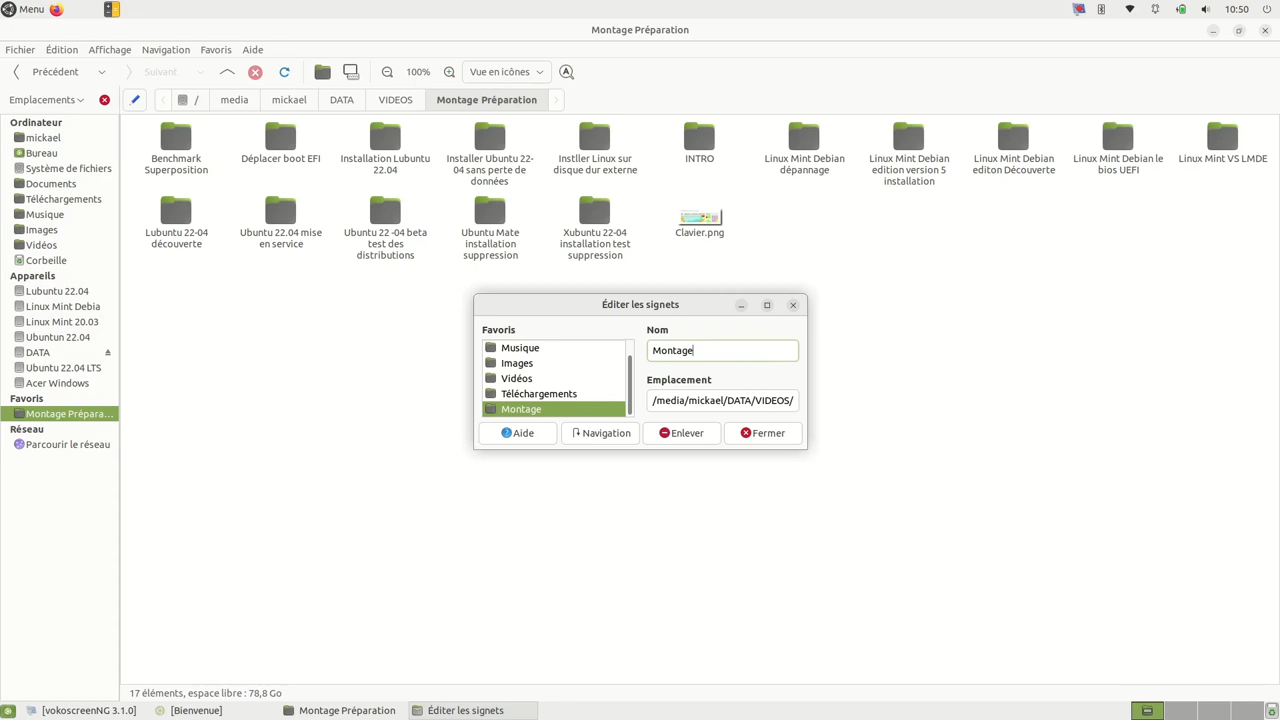 Menu
10:50
Montage Préparation
Fichier Édition Affichage Navigation Favoris Aide
Précédent Suivant 100% Vue en icônes
Emplacements / media mickael DATA VIDEOS Montage Préparation
Ordinateur
mickael
Bureau
Système de fichiers
Documents
Téléchargements
Musique
Images
Vidéos
Corbeille
Appareils
Lubuntu 22.04
Linux Mint Debia
Linux Mint 20.03
Ubuntun 22.04
DATA
Ubuntu 22.04 LTS
Acer Windows
Favoris
Montage Prépara...
Réseau
Parcourir le réseau
Benchmark
Superposition
Déplacer boot EFI
Installation Lubuntu
22.04
Installer Ubuntu 22-
04 sans perte de
données
Instller Linux sur
disque dur externe
INTRO
Linux Mint Debian
dépannage
Linux Mint Debian
edition version 5
installation
Linux Mint Debian
editon Découverte
Linux Mint Debian le
bios UEFI
Linux Mint VS LMDE
Lubuntu 22-04
découverte
Ubuntu 22.04 mise
en service
Ubuntu 22 -04 beta
test des
distributions
Ubuntu Mate
installation
suppression
Xubuntu 22-04
installation test
suppression
Clavier.png
Éditer les signets
Favoris
Musique
Images
Vidéos
Téléchargements
Montage
Nom
Montage
Emplacement
/media/mickael/DATA/VIDEOS/
Aide Navigation Enlever Fermer
17 éléments, espace libre : 78,8 Go
[vokoscreenNG 3.1.0] [Bienvenue] Montage Préparation Éditer les signets